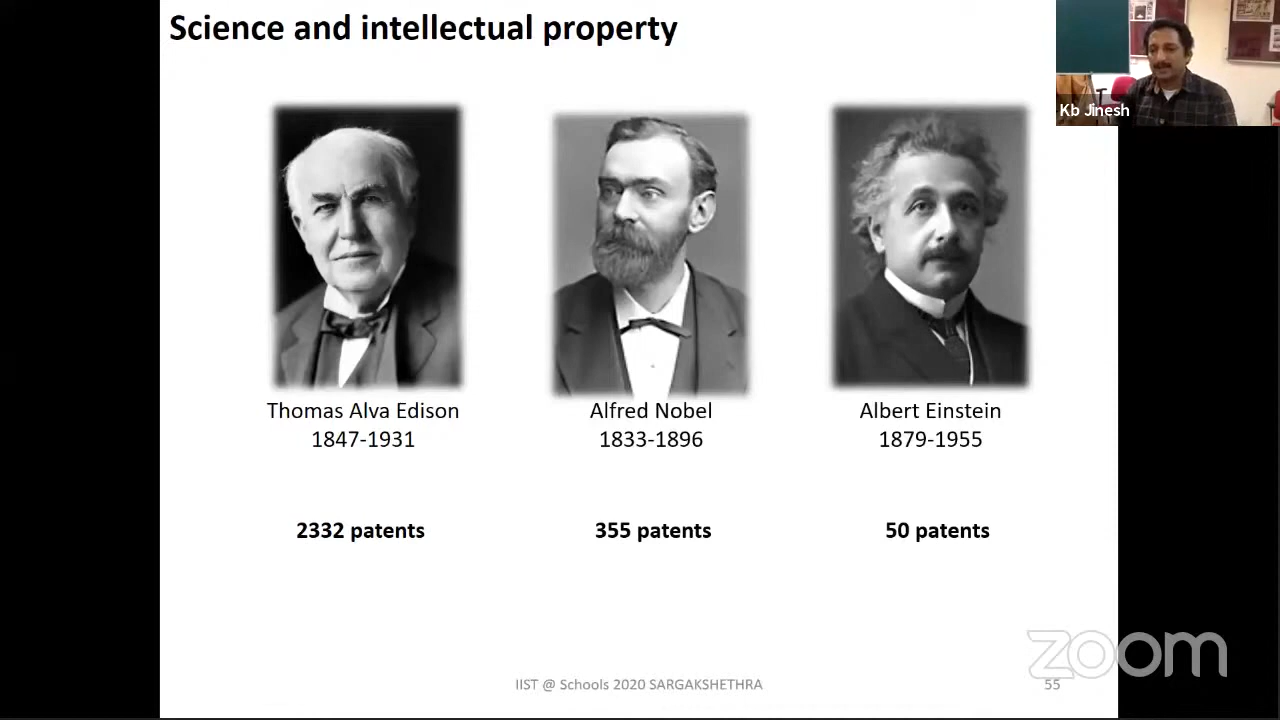 Science and intellectual property
Kb Jinesh
Thomas Alva Edison
1847-1931
Alfred Nobel
1833-1896
Albert Einstein
1879-1955
2332 patents
355 patents
50 patents
zoom
IIST @ Schools 2020 SARGAKSHETHRA
55